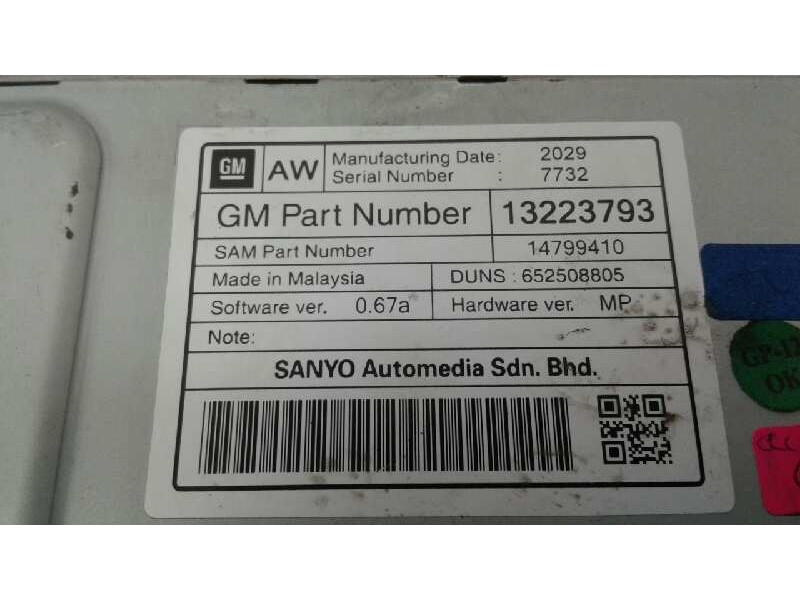 GM AW Manufacturing Date: 2029
Serial Number : 7732
GM Part Number 13223793
SAM Part Number 14799410
Made in Malaysia DUNS : 652508805
Software ver. 0.67a Hardware ver. MP
Note:
SANYO Automedia Sdn. Bhd.
OK